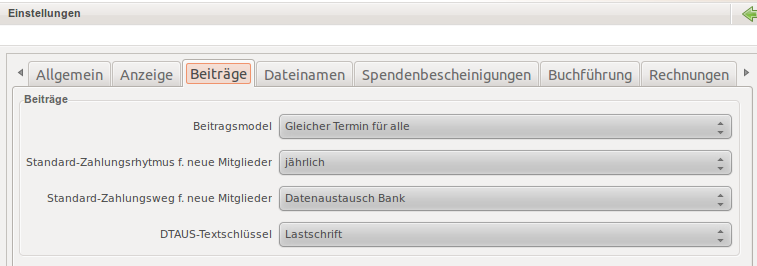 Einstellungen
Allgemein Anzeige Beiträge Dateinamen Spendenbescheinigungen Buchführung Rechnungen
Beiträge
Beitragsmodel Gleicher Termin für alle
Standard-Zahlungsrhytmus f. neue Mitglieder jährlich
Standard-Zahlungsweg f. neue Mitglieder Datenaustausch Bank
DTAUS-Textschlüssel Lastschrift